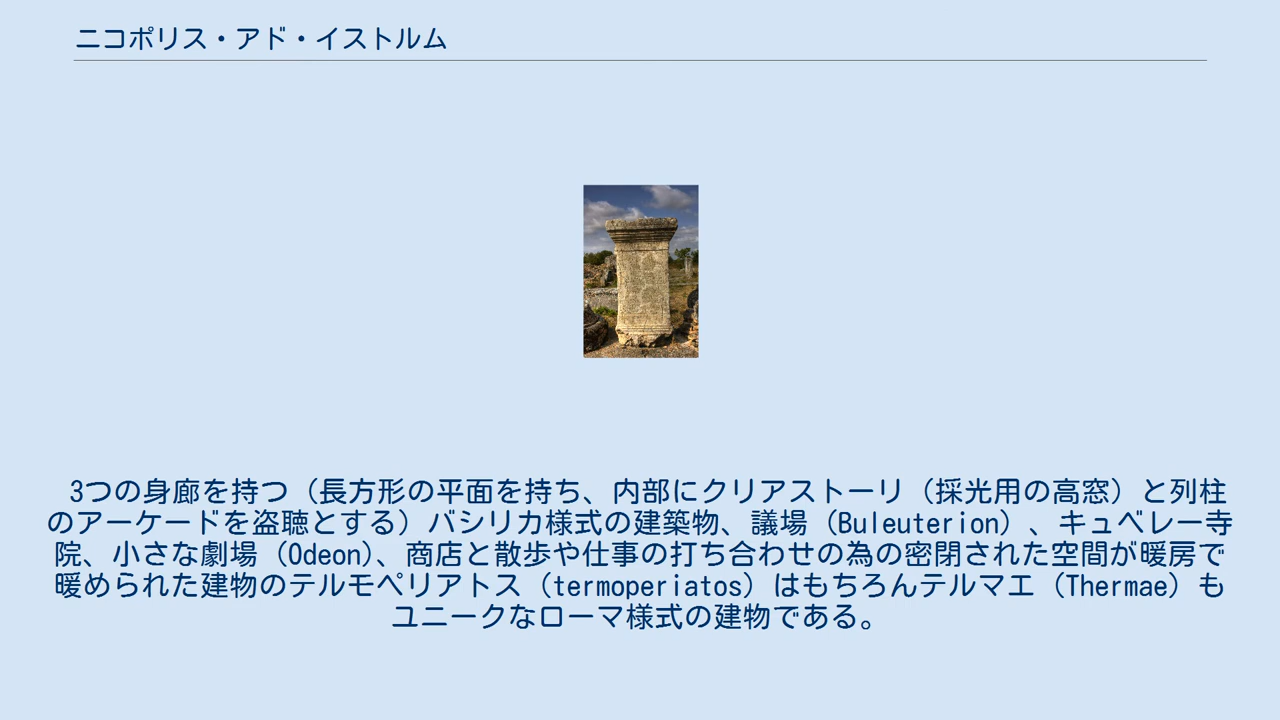 ニコポリス・アド・イストルム
3つの身廊を持つ（長方形の平面を持ち、内部にクリアストーリ（採光用の高窓）と列柱
のアーケードを盗聴とする）バシリカ様式の建築物、議場（Buleuterion）、キュベレー寺
院、小さな劇場（Odeon)、商店と散歩や仕事の打ち合わせの為の密閉された空間が暖房で
暖められた建物のテルモペリアトス（termoperiatos）はもちろんテルマエ（Thermae）も
ユニークなローマ様式の建物である。